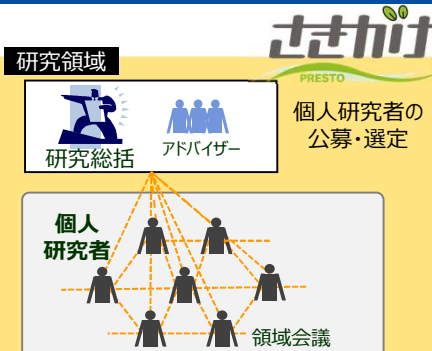 さきがけ
PRESTO
研究領域
研究総括
アドバイザー
個人研究者の
公募・選定
個人
研究者
領域会議